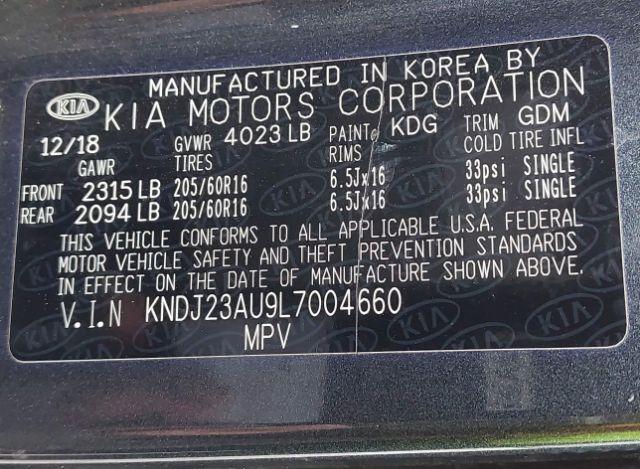 MANUFACTURED IN KOREA BY
KIA KIA MOTORS CORPORATION
12/18 GVWR 4023 LB PAINT KDG TRIM GDM
GAWR TIRES RIMS COLD TIRE INFL
FRONT 2315 LB 205/60R16 6.5Jx16 33psi SINGLE
REAR 2094 LB 205/60R16 6.5Jx16 33psi SINGLE
THIS VEHICLE CONFORMS TO ALL APPLICABLE U.S.A. FEDERAL
MOTOR VEHICLE SAFETY AND THEFT PREVENTION STANDARDS
IN EFFECT ON THE DATE OF MANUFACTURE SHOWN ABOVE.
V.I.N KNDJ23AU9L7004660
MPV